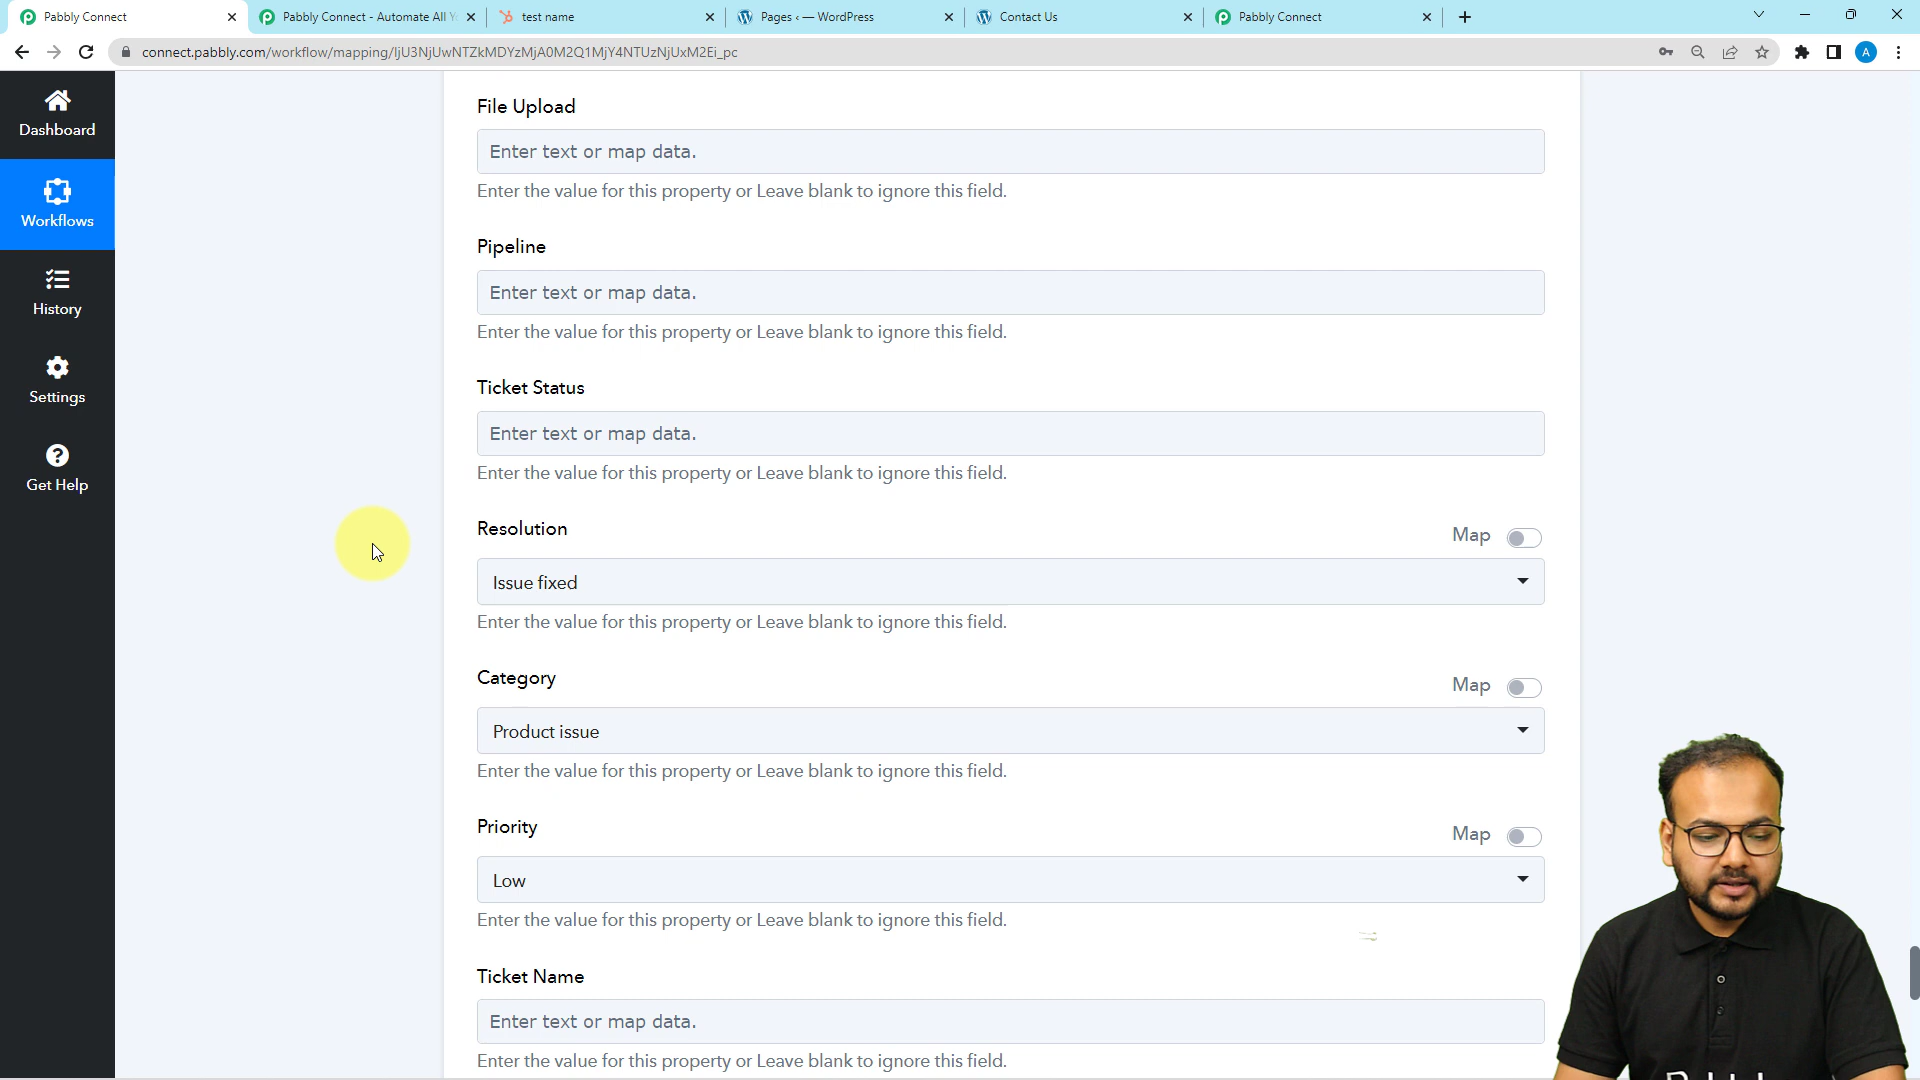 Pabbly Connect
Pabbly Connect - Automate All Y
test name
Pages ‹ — WordPress
Contact Us
Pabbly Connect
connect.pabbly.com/workflow/mapping/IjU3NjUwNTZkMDYzMjA0M2Q1MjY4NTUzNjUxM2Ei_pc
A
Dashboard
Workflows
History
Settings
Get Help
File Upload
Enter text or map data.
Enter the value for this property or Leave blank to ignore this field.
Pipeline
Enter text or map data.
Enter the value for this property or Leave blank to ignore this field.
Ticket Status
Enter text or map data.
Enter the value for this property or Leave blank to ignore this field.
Resolution
Map
Issue fixed
Enter the value for this property or Leave blank to ignore this field.
Category
Map
Product issue
Enter the value for this property or Leave blank to ignore this field.
Priority
Map
Low
Enter the value for this property or Leave blank to ignore this field.
Ticket Name
Enter text or map data.
Enter the value for this property or Leave blank to ignore this field.